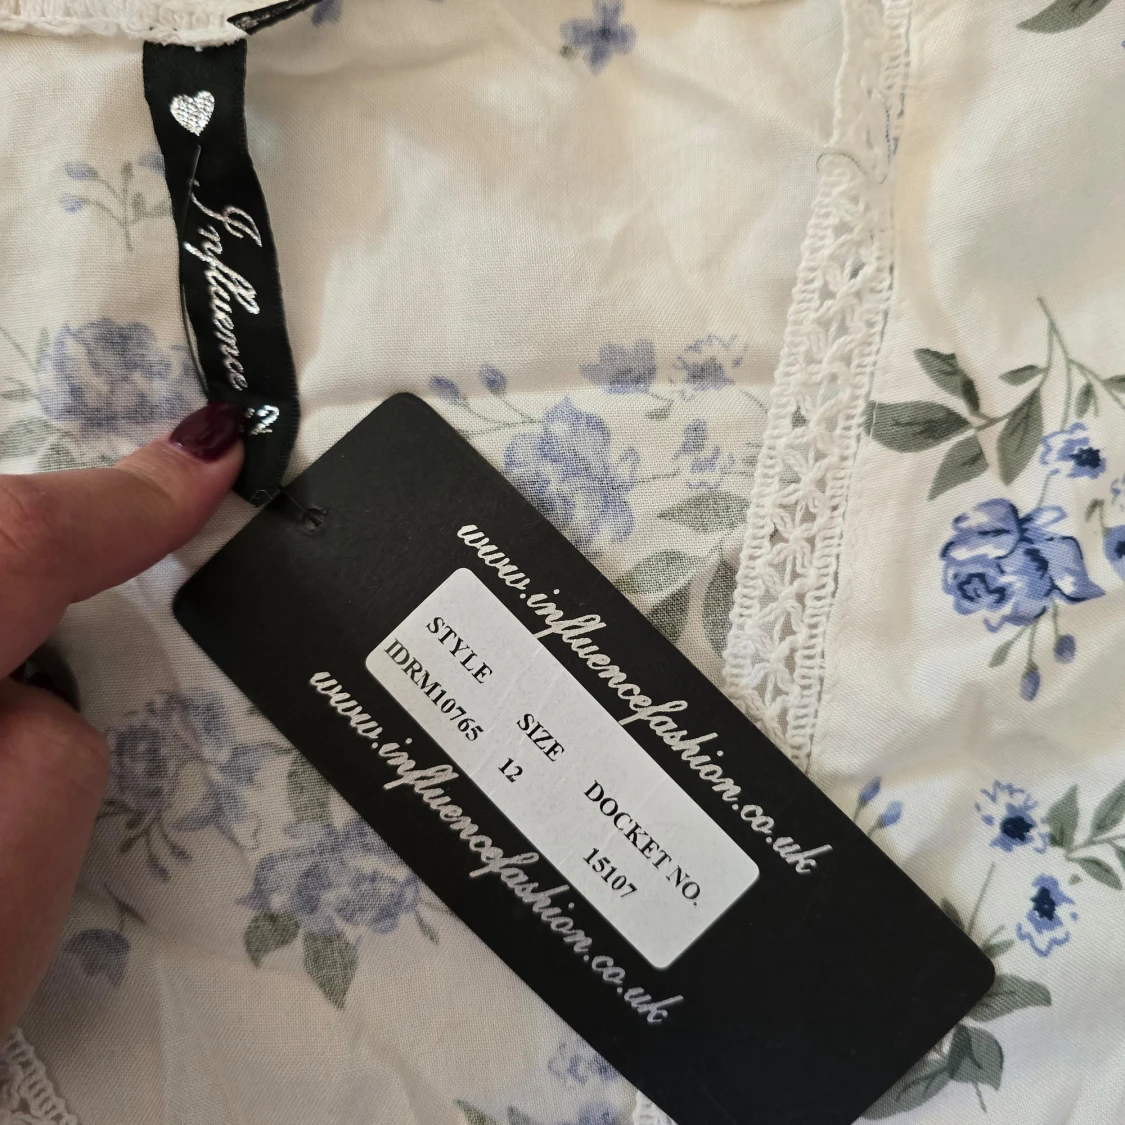 Influence
www.influencefashion.co.uk
STYLE SIZE DOCKET NO.
IDRM10765 12 15107
www.influencefashion.co.uk